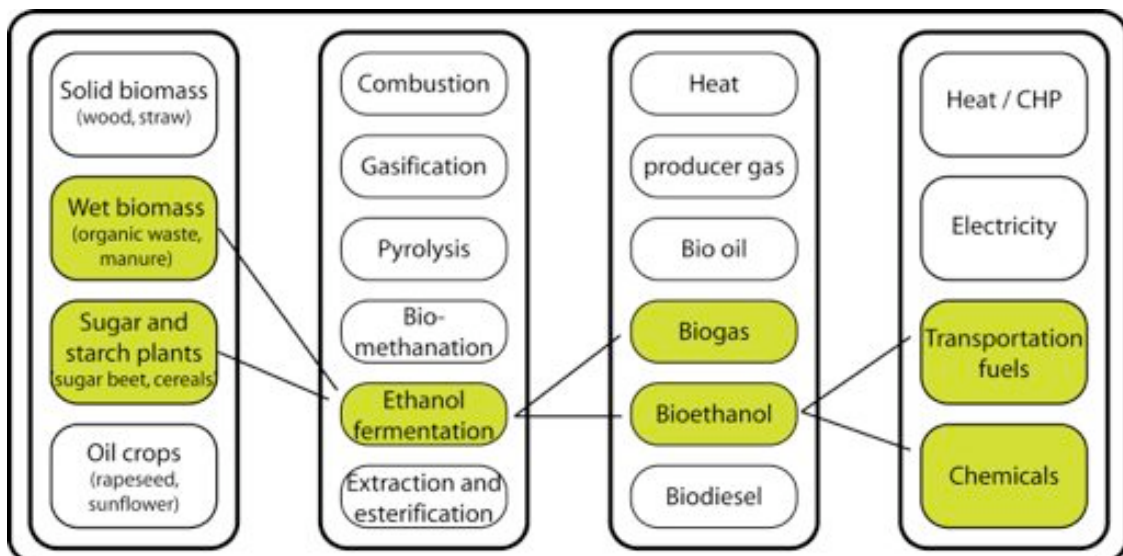 Solid biomass
(wood, straw)
Wet biomass
(organic waste,
manure)
Sugar and
starch plants
(sugar beet, cereals)
Oil crops
(rapeseed,
sunflower)
Combustion
Gasification
Pyrolysis
Bio-
methanation
Ethanol
fermentation
Extraction and
esterification
Heat
producer gas
Bio oil
Biogas
Bioethanol
Biodiesel
Heat / CHP
Electricity
Transportation
fuels
Chemicals